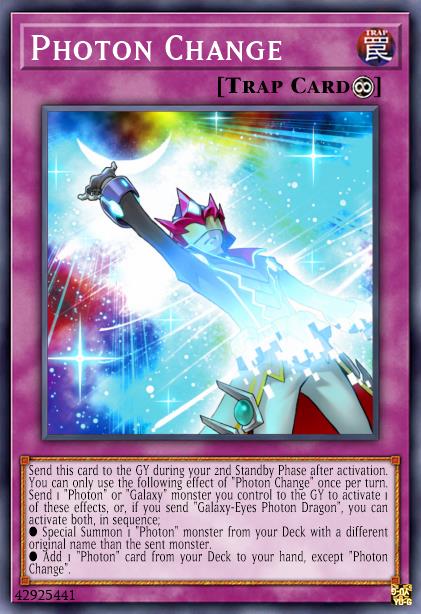 Photon Change
TRAP
罠
[Trap Card]
Send this card to the GY during your 2nd Standby Phase after activation.
You can only use the following effect of "Photon Change" once per turn.
Send 1 "Photon" or "Galaxy" monster you control to the GY to activate 1
of these effects, or, if you send "Galaxy-Eyes Photon Dragon", you can
activate both, in sequence;
● Special Summon 1 "Photon" monster from your Deck with a different
original name than the sent monster.
● Add 1 "Photon" card from your Deck to your hand, except "Photon
Change".
42925441